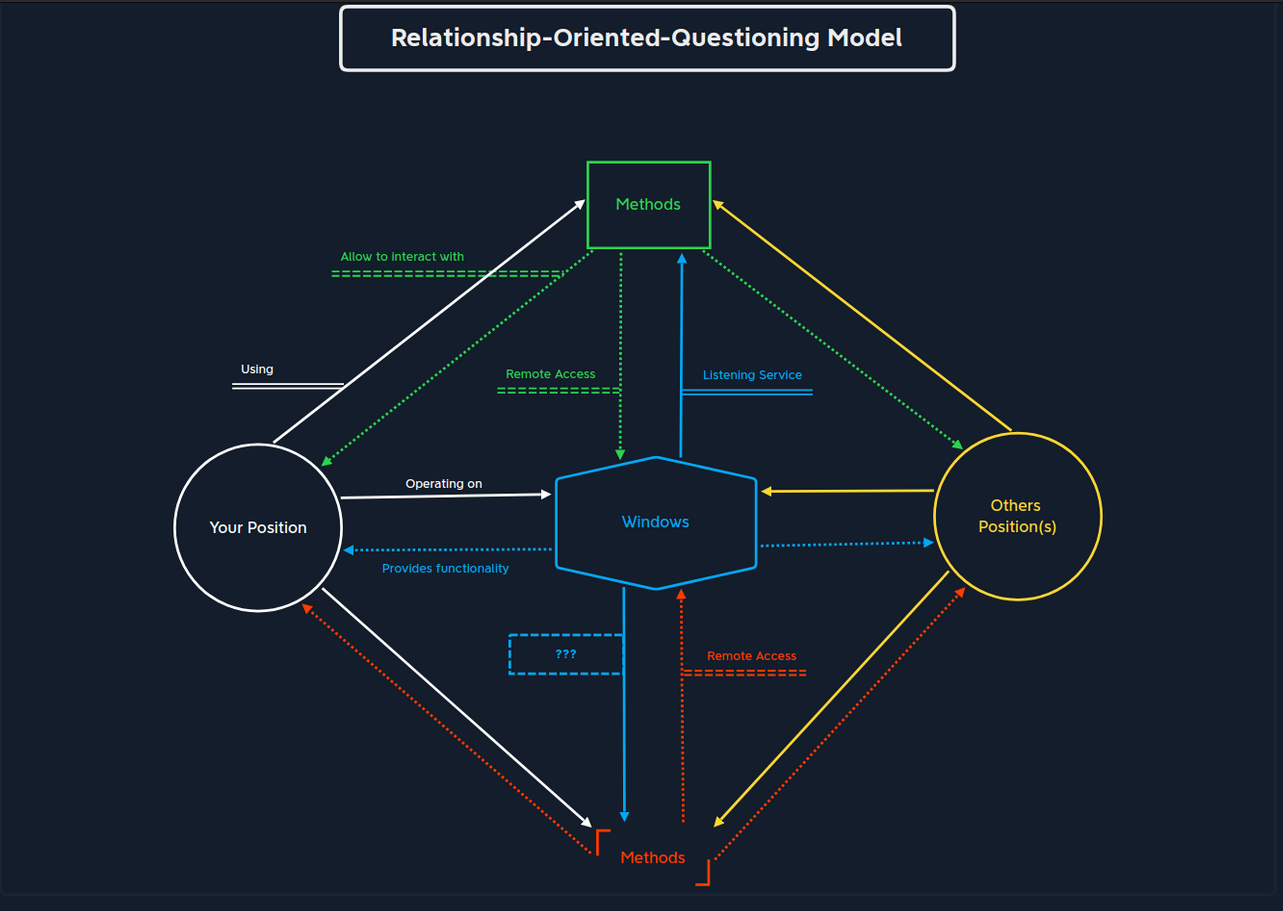 Relationship-Oriented-Questioning Model
Methods
Allow to interact with
Using
Remote Access
Listening Service
Operating on
Your Position
Windows
Others
Position(s)
Provides functionality
???
Remote Access
Methods